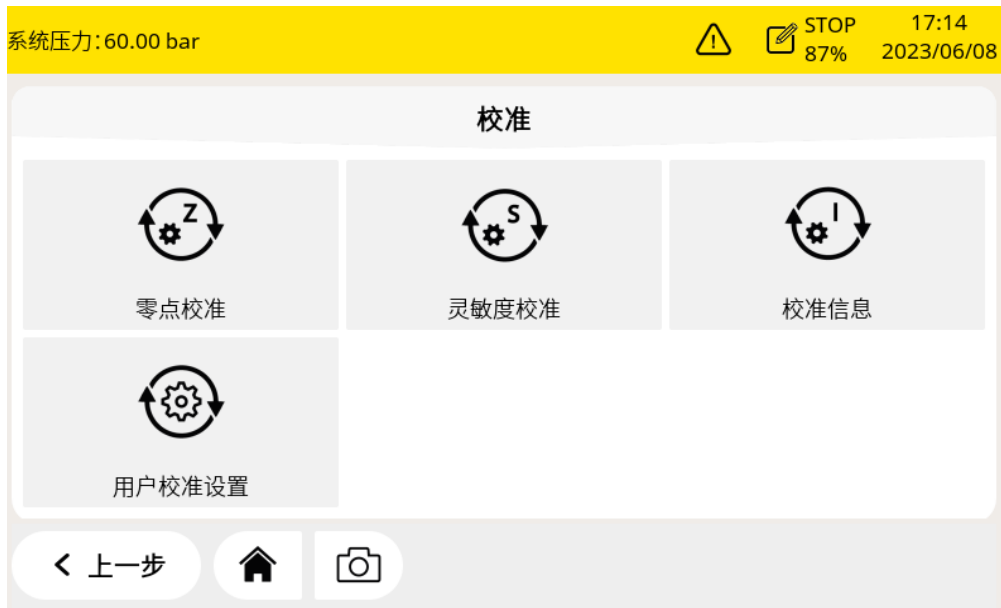 系统压力:60.00 bar
STOP
87%
17:14
2023/06/08
校准
Z
S
I
零点校准
灵敏度校准
校准信息
用户校准设置
上一步